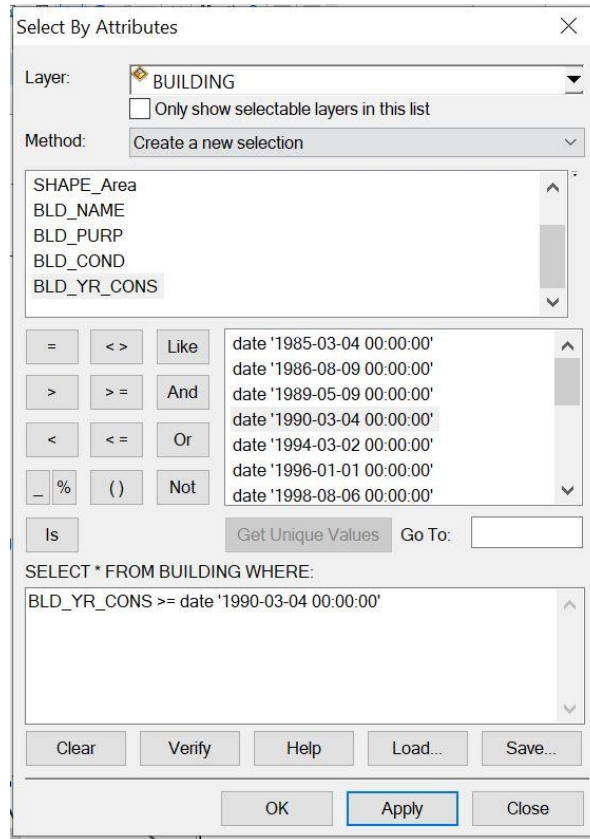 Select By Attributes
Layer: BUILDING
Only show selectable layers in this list
Method: Create a new selection
SHAPE_Area
BLD_NAME
BLD_PURP
BLD_COND
BLD_YR_CONS
= < > Like
> > = And
< < = Or
_ % ( ) Not
Is
date '1985-03-04 00:00:00'
date '1986-08-09 00:00:00'
date '1989-05-09 00:00:00'
date '1990-03-04 00:00:00'
date '1994-03-02 00:00:00'
date '1996-01-01 00:00:00'
date '1998-08-06 00:00:00'
Get Unique Values Go To:
SELECT * FROM BUILDING WHERE:
BLD_YR_CONS >= date '1990-03-04 00:00:00'
Clear Verify Help Load... Save...
OK Apply Close